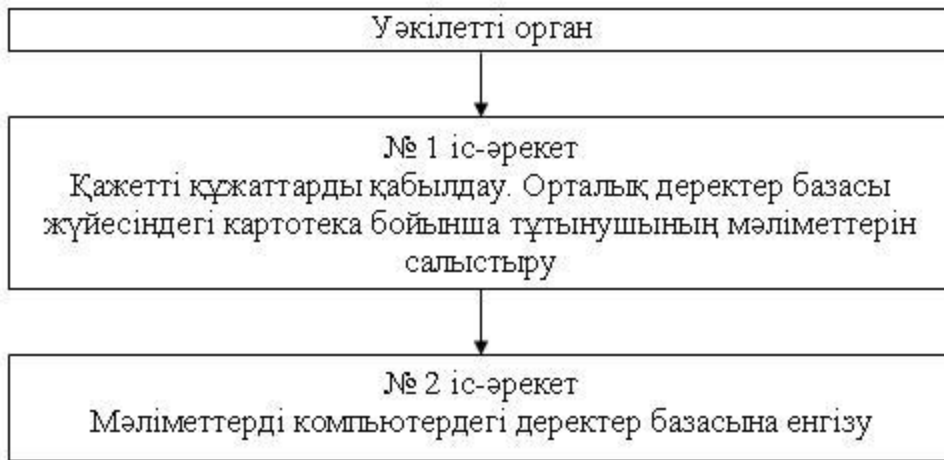 Уәкілетті орган
№ 1 іс-әрекет
Қажетті құжаттарды қабылдау. Орталық деректер базасы
жүйесіндегі картотека бойынша тұтынушының мәліметтерін
салыстыру
№ 2 іс-әрекет
Мәліметтерді компьютердегі деректер базасына енгізу